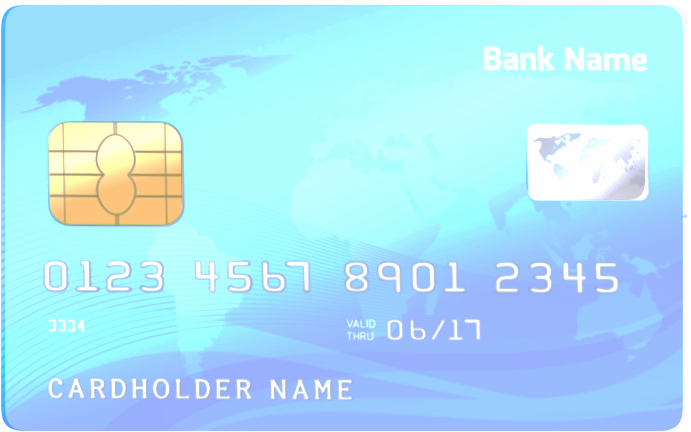 Bank Name
0123 4567 8901 2345
3334
VALID
THRU 06/17
CARDHOLDER NAME